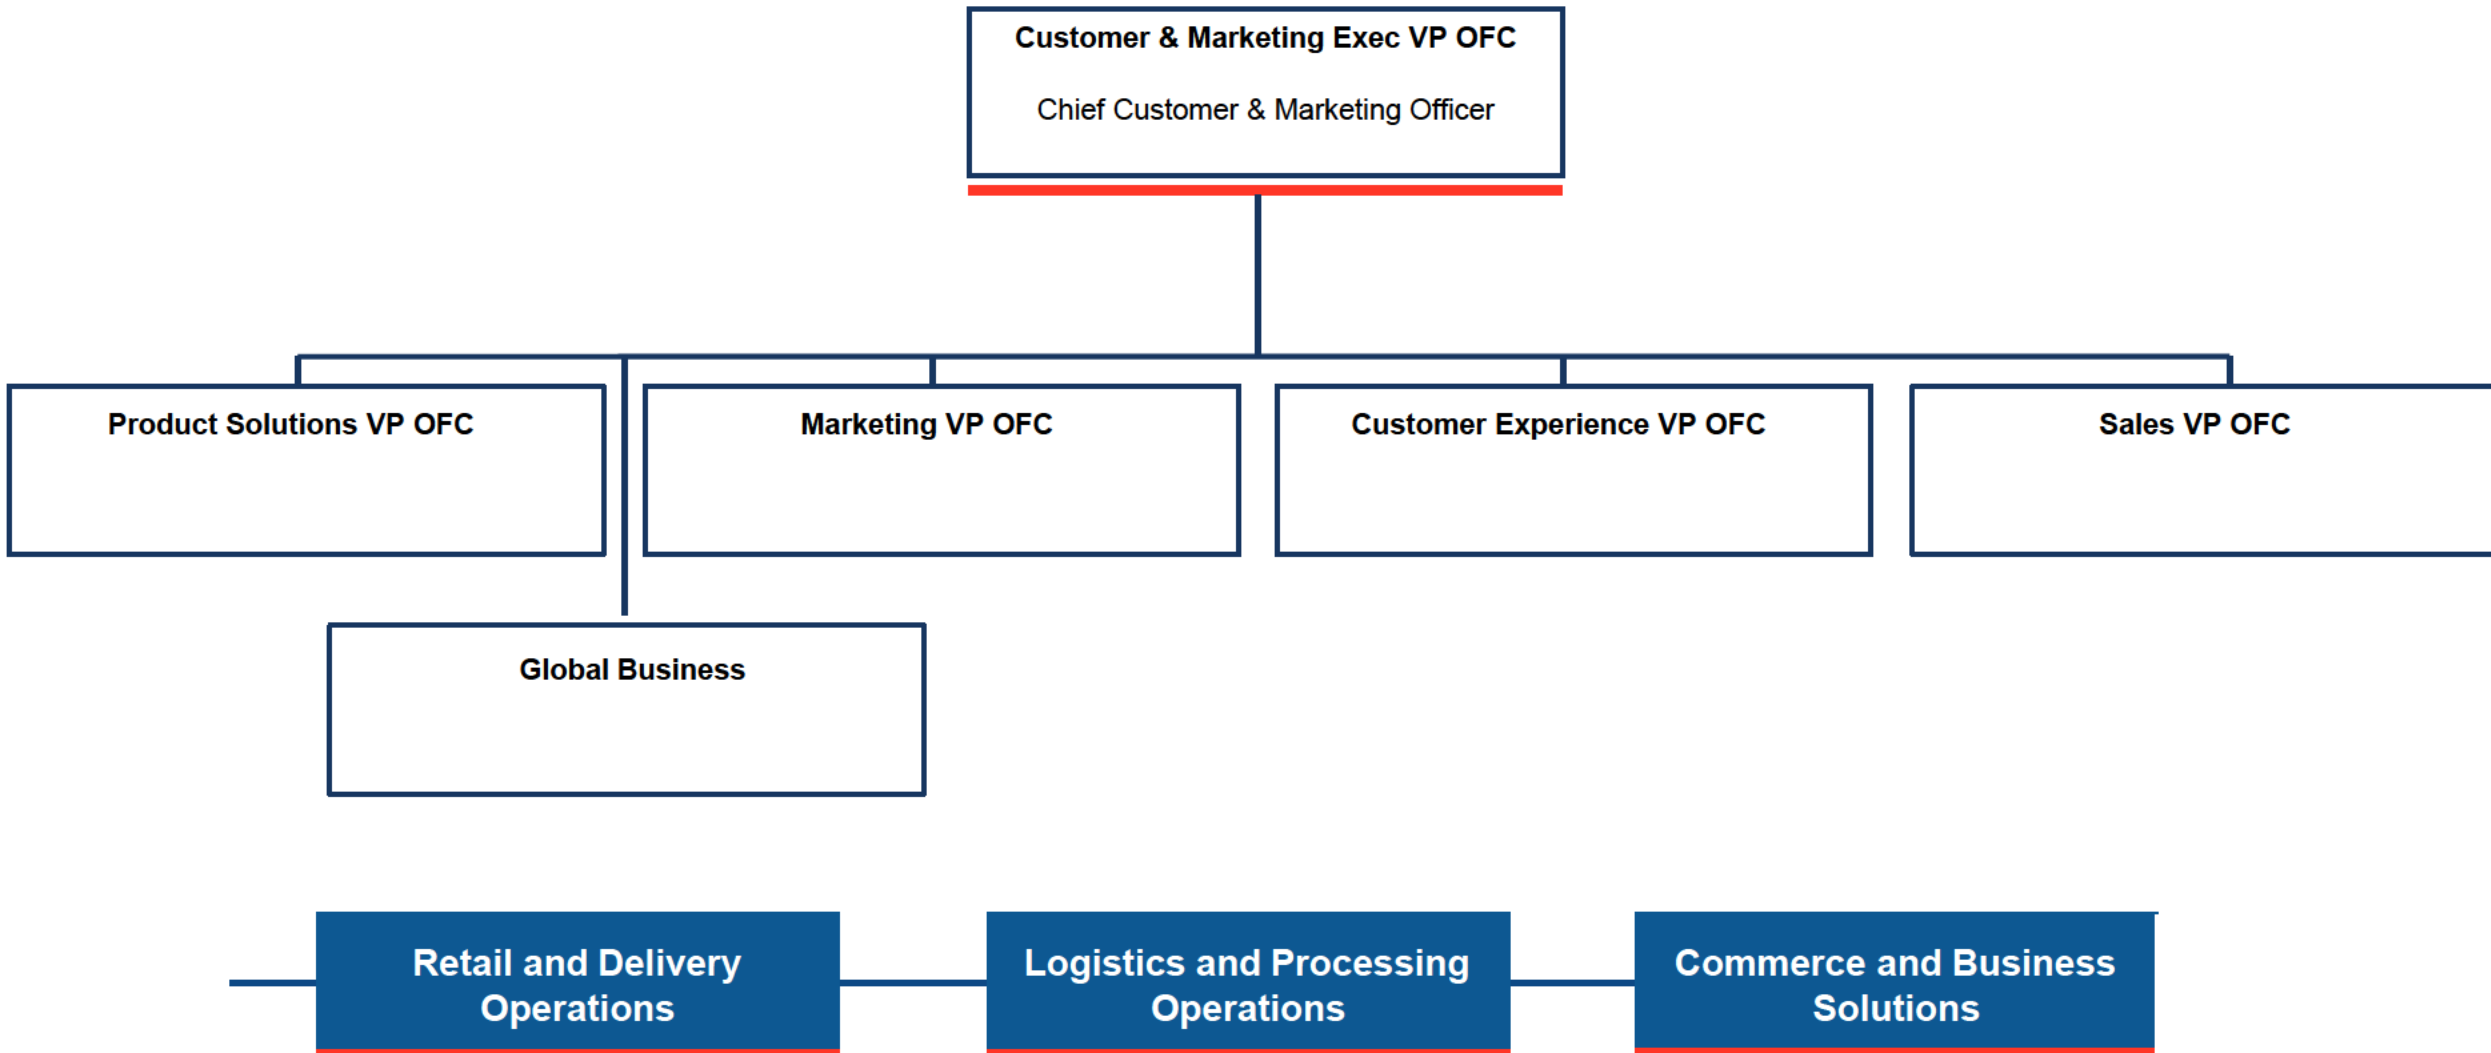 Customer & Marketing Exec VP OFC
Chief Customer & Marketing Officer
Product Solutions VP OFC
Marketing VP OFC
Customer Experience VP OFC
Sales VP OFC
Global Business
Retail and Delivery
Operations
Logistics and Processing
Operations
Commerce and Business
Solutions